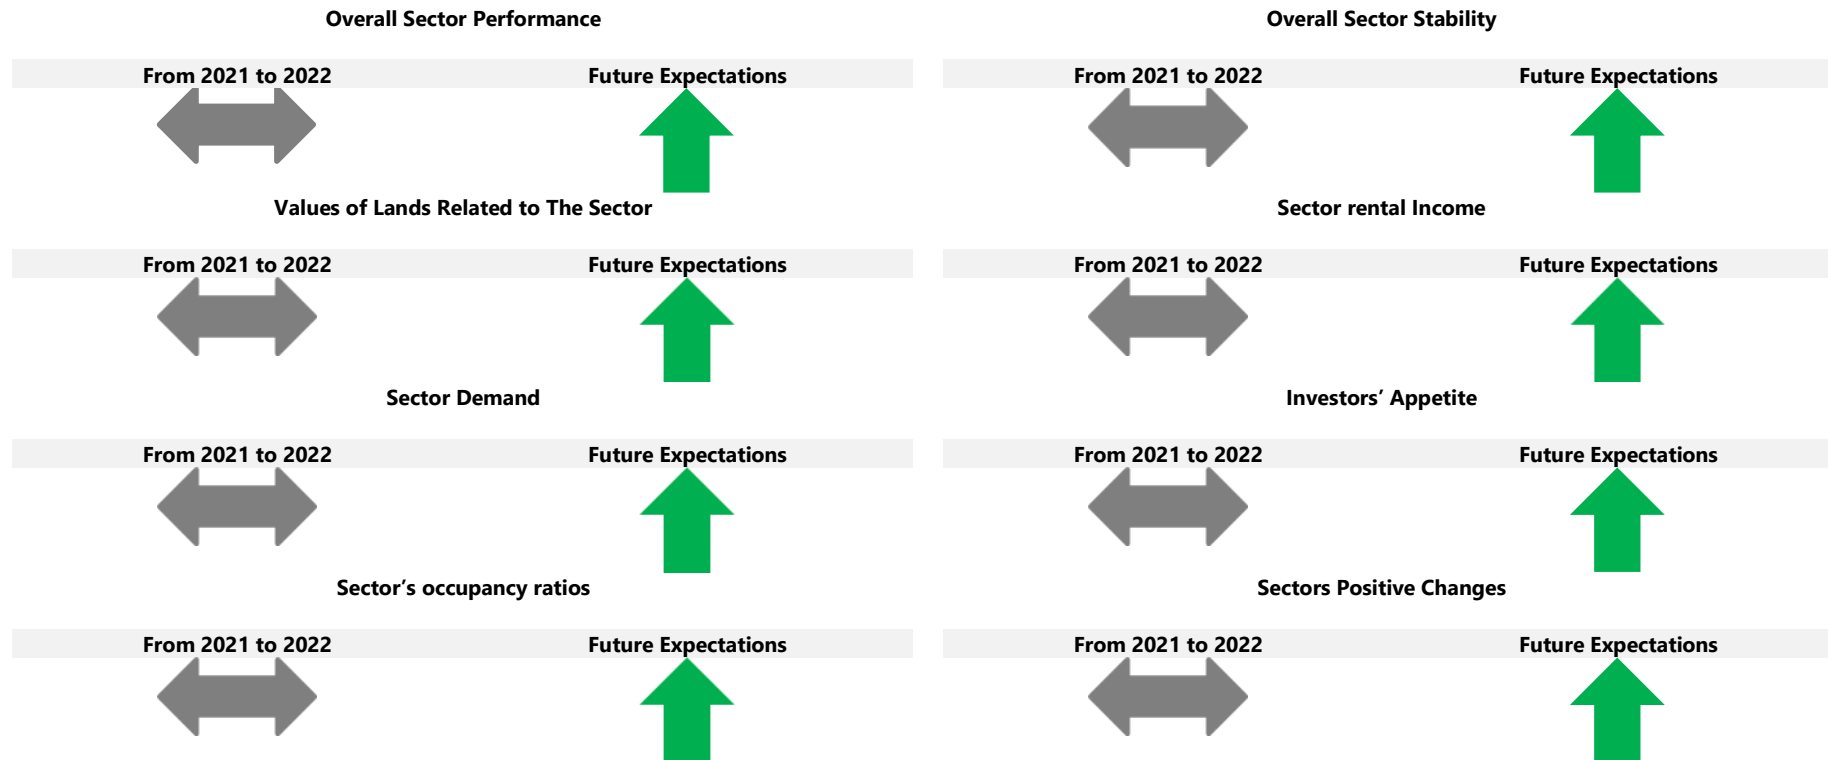 Overall Sector Performance
Overall Sector Stability
From 2021 to 2022
Future Expectations
From 2021 to 2022
Future Expectations
Values of Lands Related to The Sector
Sector rental Income
From 2021 to 2022
Future Expectations
From 2021 to 2022
Future Expectations
Sector Demand
Investors’ Appetite
From 2021 to 2022
Future Expectations
From 2021 to 2022
Future Expectations
Sector’s occupancy ratios
Sectors Positive Changes
From 2021 to 2022
Future Expectations
From 2021 to 2022
Future Expectations